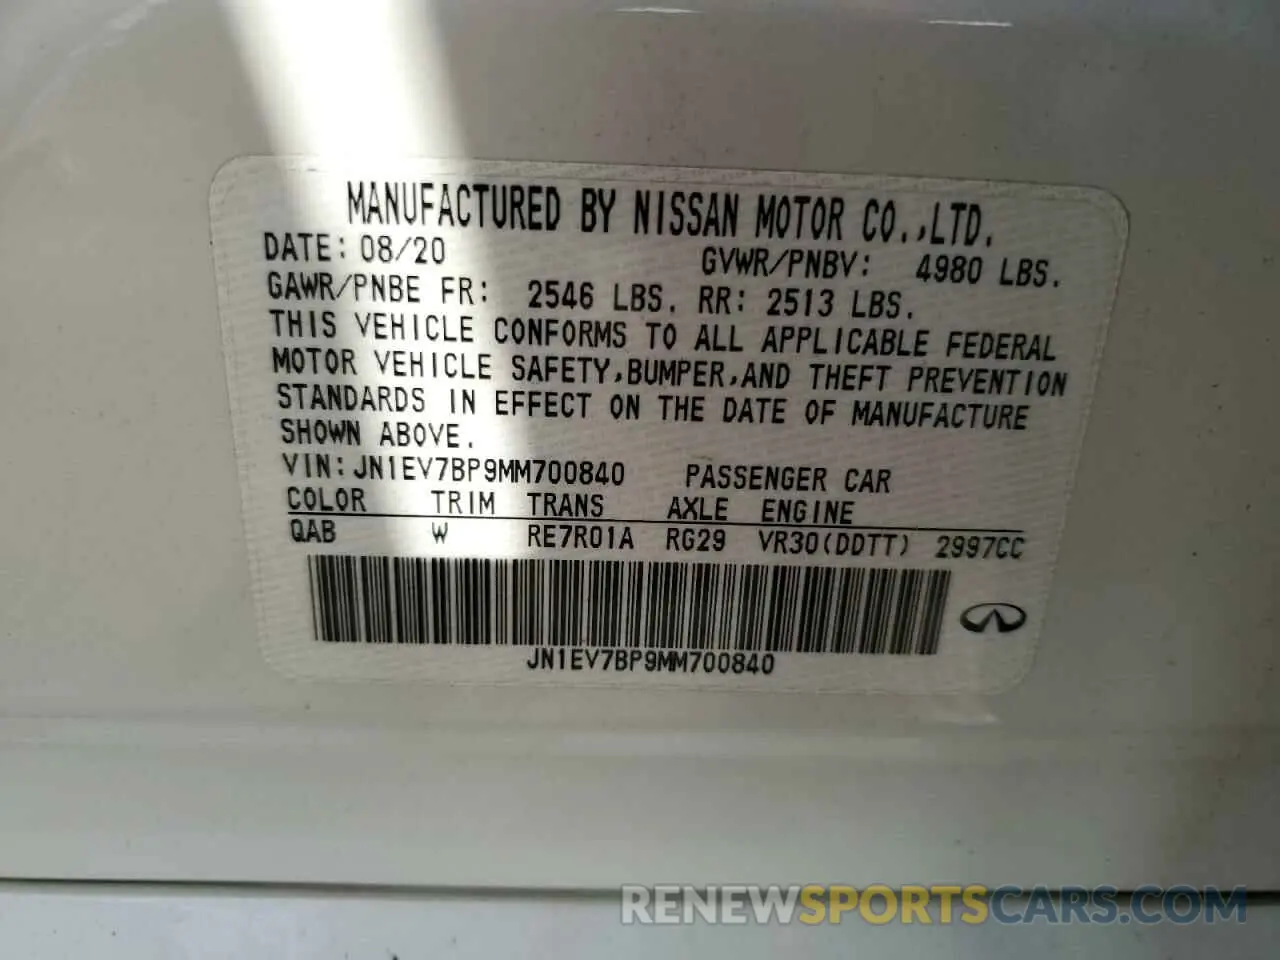 MANUFACTURED BY NISSAN MOTOR CO.,LTD.
DATE: 08/20 GVWR/PNBV: 4980 LBS.
GAWR/PNBE FR: 2546 LBS. RR: 2513 LBS.
THIS VEHICLE CONFORMS TO ALL APPLICABLE FEDERAL
MOTOR VEHICLE SAFETY,BUMPER,AND THEFT PREVENTION
STANDARDS IN EFFECT ON THE DATE OF MANUFACTURE
SHOWN ABOVE.
VIN: JN1EV7BP9MM700840 PASSENGER CAR
COLOR TRIM TRANS AXLE ENGINE
QAB W RE7R01A RG29 VR30(DDTT) 2997CC
JN1EV7BP9MM700840
RENEWSPORTSCARS.COM